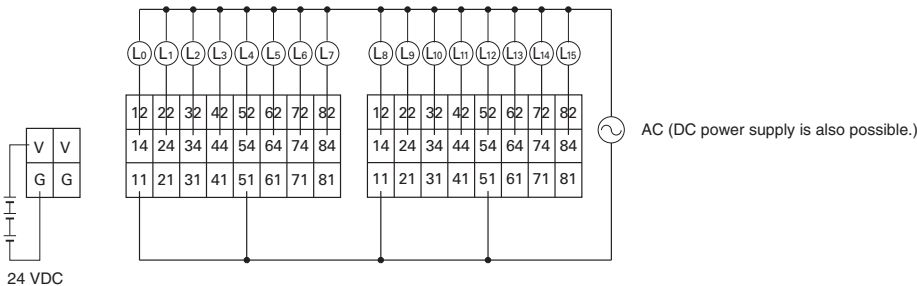 L0 L1 L2 L3 L4 L5 L6 L7 L8 L9 L10 L11 L12 L13 L14 L15
12 22 32 42 52 62 72 82 12 22 32 42 52 62 72 82
V V 14 24 34 44 54 64 74 84 14 24 34 44 54 64 74 84 AC (DC power supply is also possible.)
G G 11 21 31 41 51 61 71 81 11 21 31 41 51 61 71 81
24 VDC